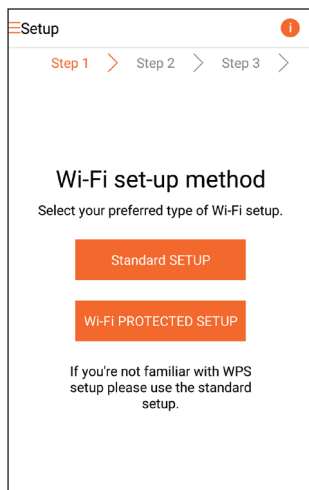 Setup
i
Step 1 Step 2 Step 3
Wi-Fi set-up method
Select your preferred type of Wi-Fi setup.
Standard SETUP
Wi-Fi PROTECTED SETUP
If you're not familiar with WPS
setup please use the standard
setup.